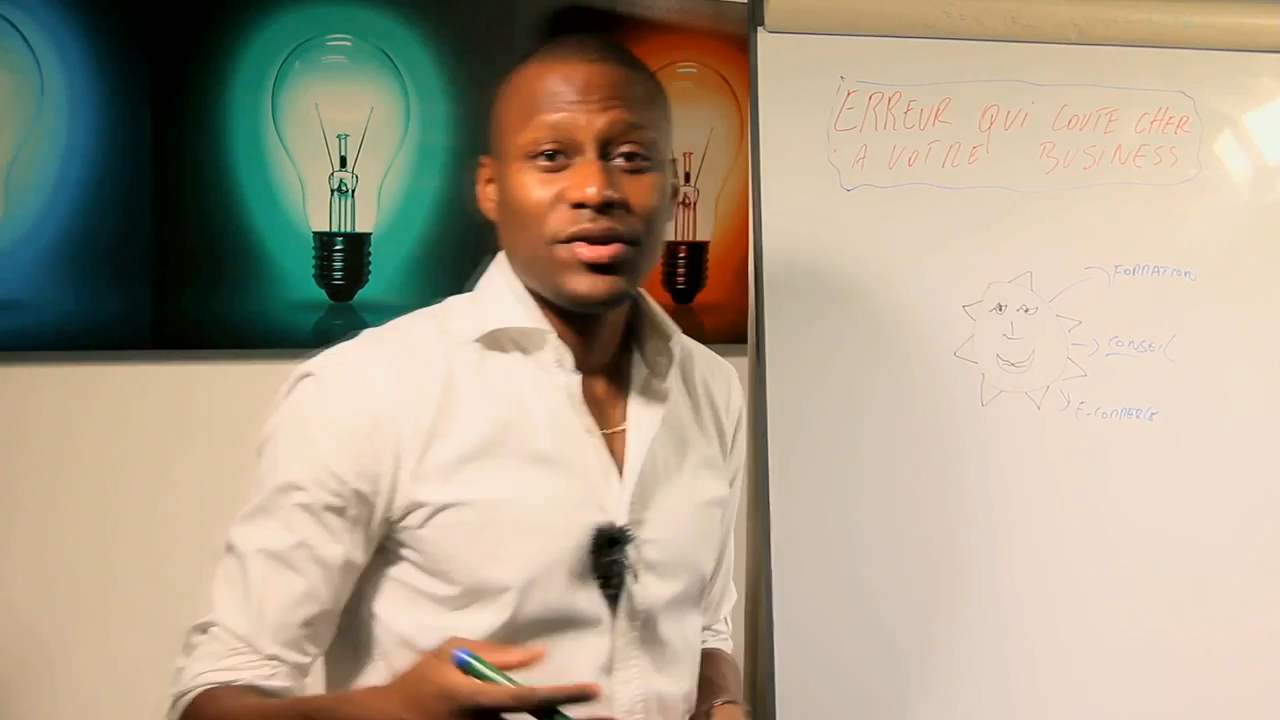 ERREUR QUI COUTE CHER
A VOTRE BUSINESS
FORMATION
CONSEIL
E-COMMERCE